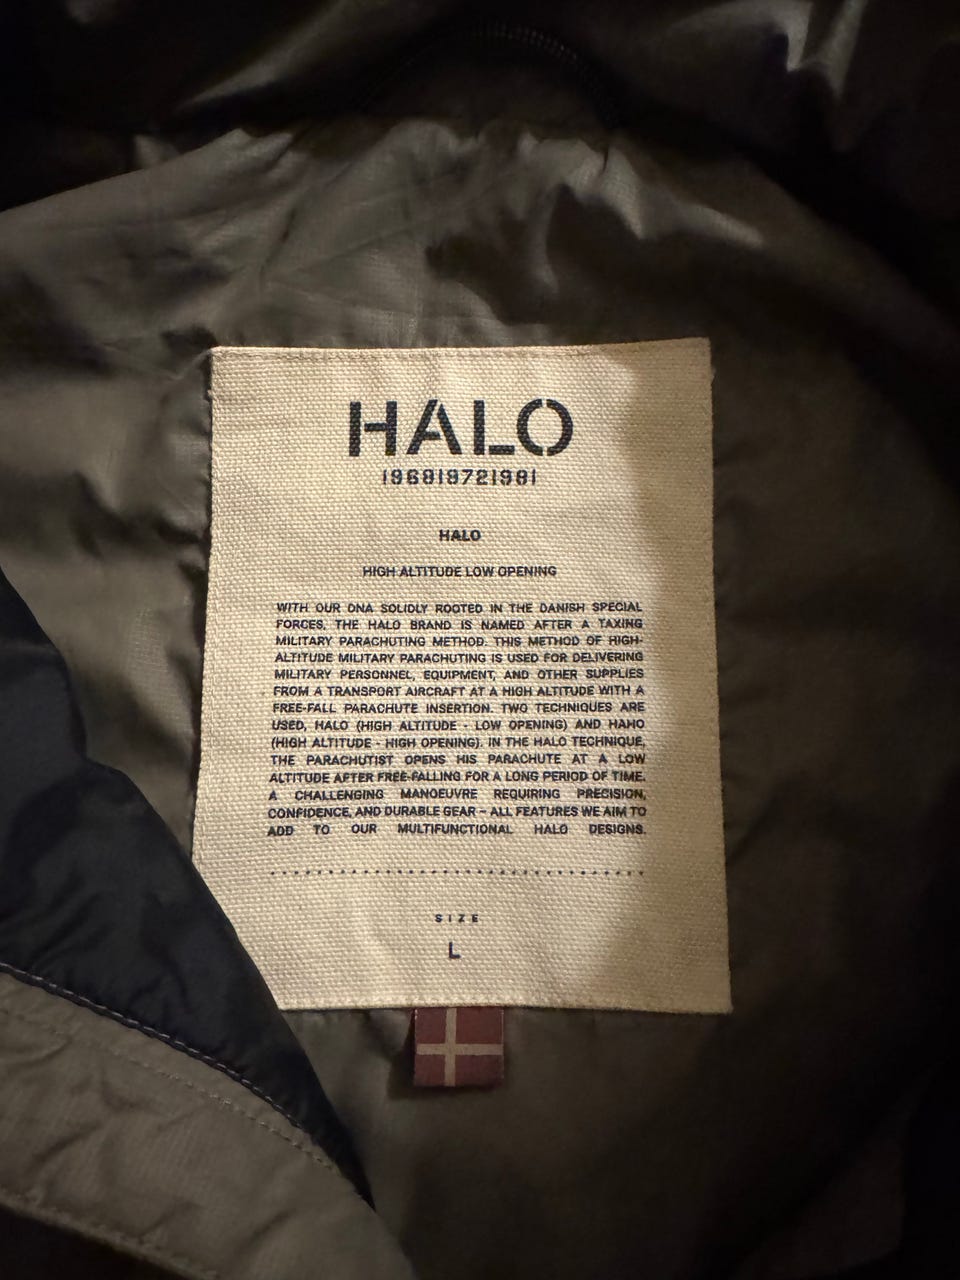 HALO
196819721981
HALO
HIGH ALTITUDE LOW OPENING
WITH OUR DNA SOLIDLY ROOTED IN THE DANISH SPECIAL
FORCES, THE HALO BRAND IS NAMED AFTER A TAXING
MILITARY PARACHUTING METHOD. THIS METHOD OF HIGH-
ALTITUDE MILITARY PARACHUTING IS USED FOR DELIVERING
MILITARY PERSONNEL, EQUIPMENT, AND OTHER SUPPLIES
FROM A TRANSPORT AIRCRAFT AT A HIGH ALTITUDE WITH A
FREE-FALL PARACHUTE INSERTION. TWO TECHNIQUES ARE
USED, HALO (HIGH ALTITUDE - LOW OPENING) AND HAHO
(HIGH ALTITUDE - HIGH OPENING). IN THE HALO TECHNIQUE,
THE PARACHUTIST OPENS HIS PARACHUTE AT A LOW
ALTITUDE AFTER FREE-FALLING FOR A LONG PERIOD OF TIME.
A CHALLENGING MANOEUVRE REQUIRING PRECISION,
CONFIDENCE, AND DURABLE GEAR – ALL FEATURES WE AIM TO
ADD TO OUR MULTIFUNCTIONAL HALO DESIGNS.
SIZE
L